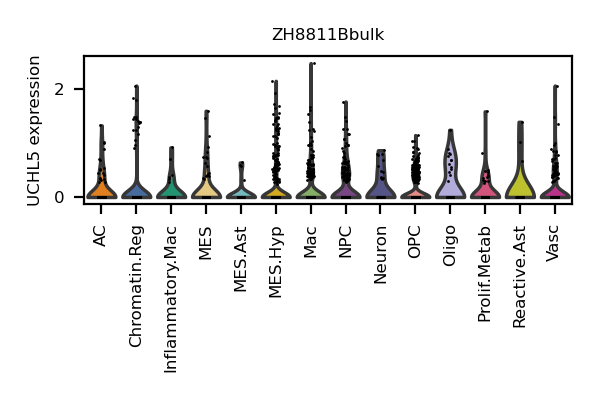 ZH8811Bbulk
UCHL5 expression
2
0
AC
Chromatin.Reg
Inflammatory.Mac
MES
MES.Ast
MES.Hyp
Mac
NPC
Neuron
OPC
Oligo
Prolif.Metab
Reactive.Ast
Vasc